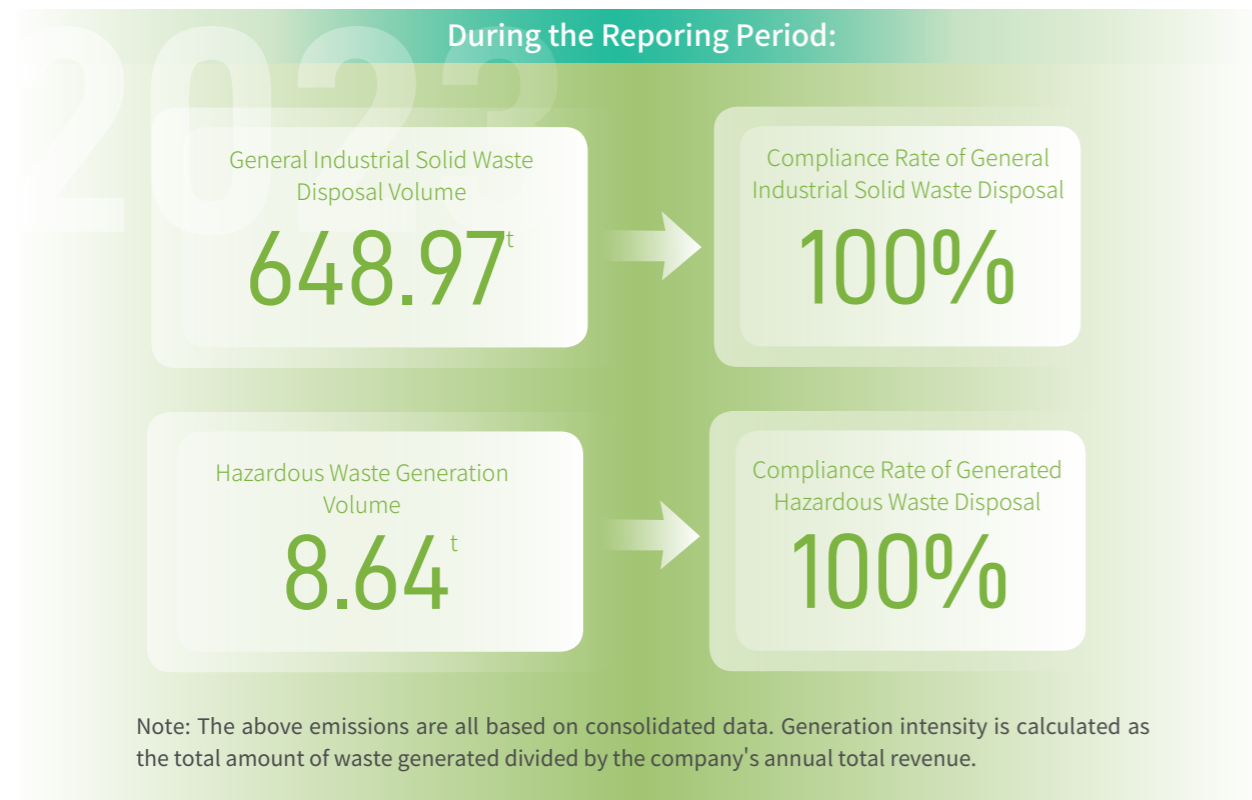 2023
During the Reporing Period:
General Industrial Solid Waste
Disposal Volume
648.97t
Compliance Rate of General
Industrial Solid Waste Disposal
100%
Hazardous Waste Generation
Volume
8.64t
Compliance Rate of Generated
Hazardous Waste Disposal
100%
Note: The above emissions are all based on consolidated data. Generation intensity is calculated as
the total amount of waste generated divided by the company's annual total revenue.